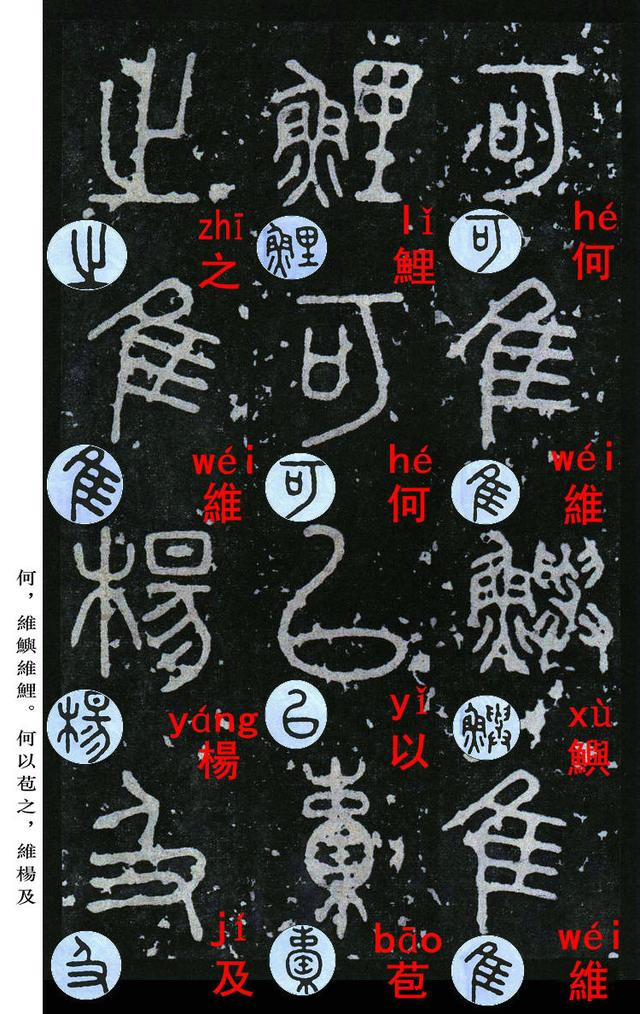 hé
何
wéi
維
xù
鱮
wéi
維
lǐ
鯉
hé
何
yǐ
以
bāo
苞
zhī
之
wéi
維
yáng
楊
jí
及
何，維鱮維鯉。何以苞之，維楊及